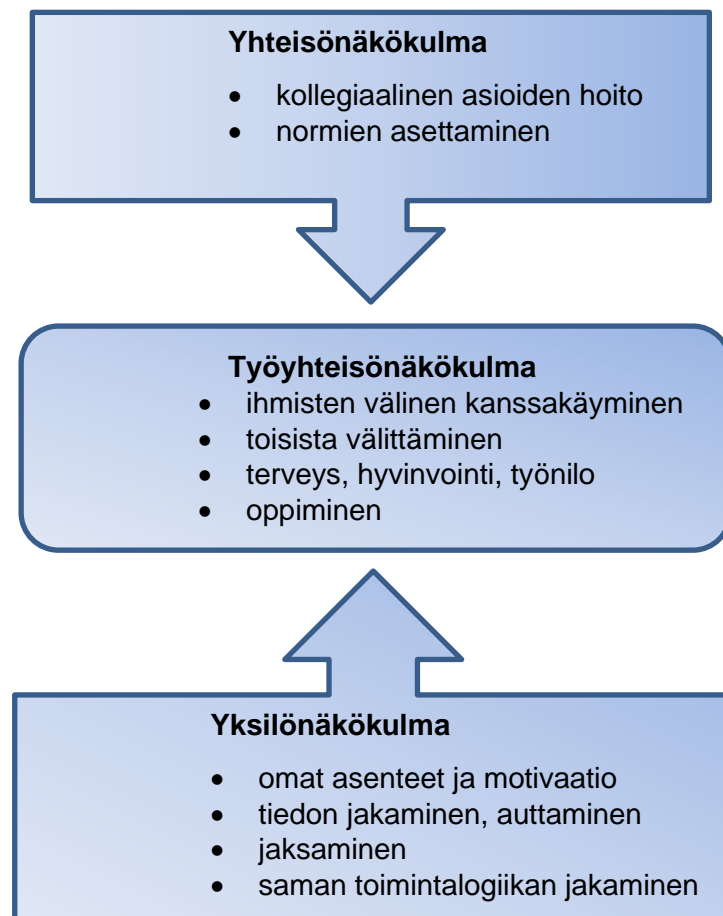 Yhteisönäkökulma
• kollegiaalinen asioiden hoito
• normien asettaminen
Työyhteisönäkökulma
• ihmisten välinen kanssakäyminen
• toisista välittäminen
• terveys, hyvinvointi, työnilo
• oppiminen
Yksilönäkökulma
• omat asenteet ja motivaatio
• tiedon jakaminen, auttaminen
• jaksaminen
• saman toimintalogiikan jakaminen